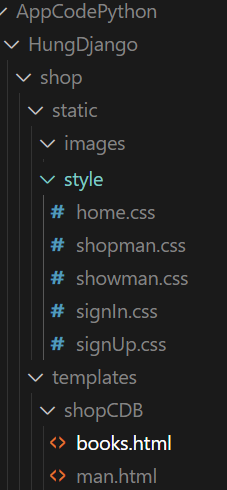 AppCodePython
HungDjango
shop
static
images
style
# home.css
# shopman.css
# showman.css
# signIn.css
# signUp.css
templates
shopCDB
<> books.html
<> man.html